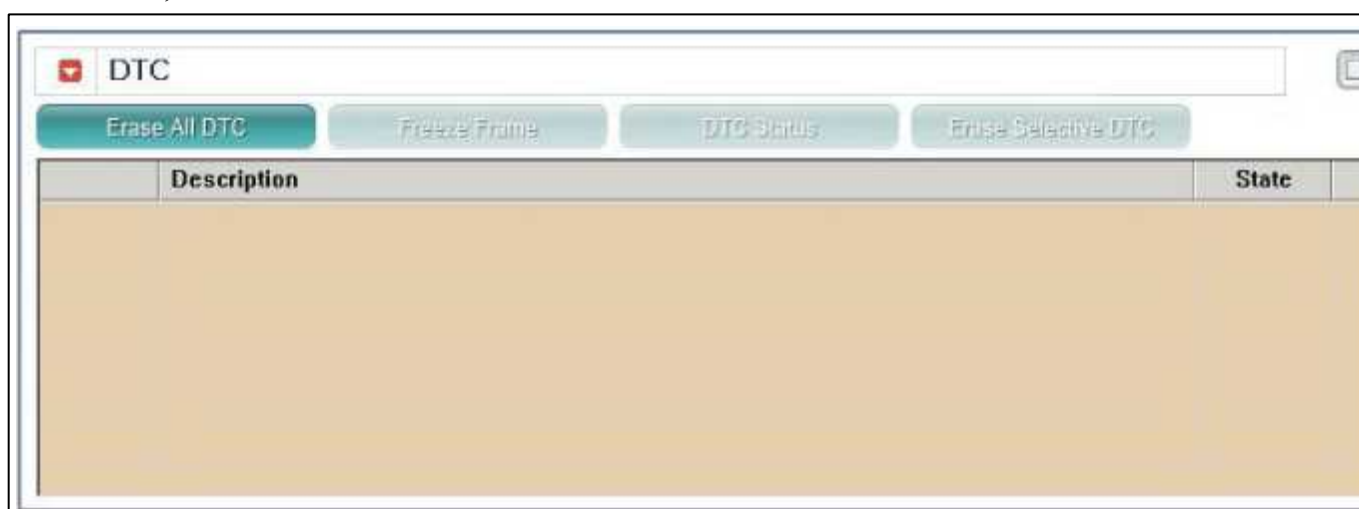 DTC
Erase All DTC Freeze Frame DTC Status Erase Selective DTC
Description State